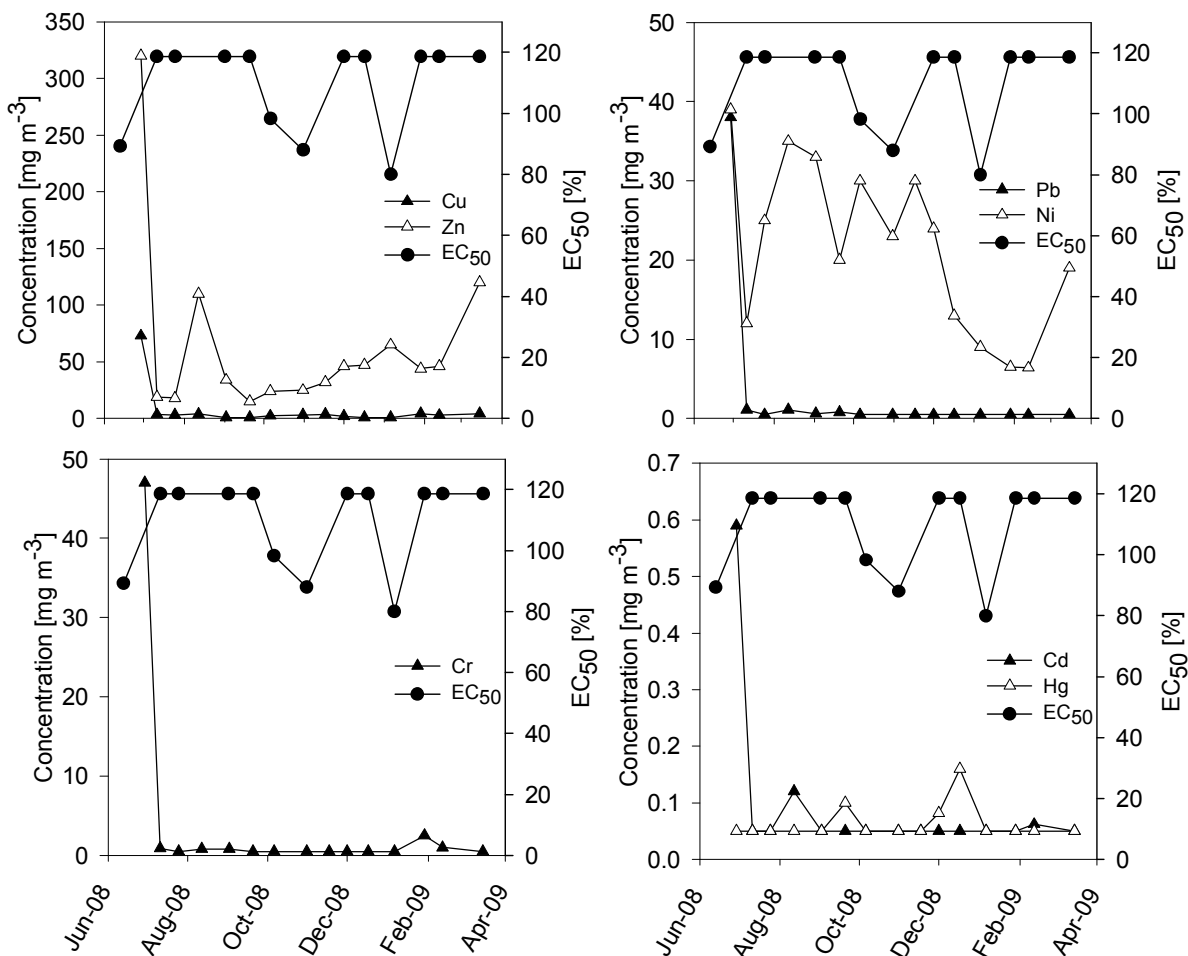 350
300
250
200
150
100
50
0
Concentration [mg m-3]
120
100
80
60
40
20
0
EC50 [%]
Cu
Zn
EC50
50
40
30
20
10
0
Concentration [mg m-3]
120
100
80
60
40
20
0
EC50 [%]
Pb
Ni
EC50
50
40
30
20
10
0
Concentration [mg m-3]
120
100
80
60
40
20
0
EC50 [%]
Cr
EC50
Jun-08
Aug-08
Oct-08
Dec-08
Feb-09
Apr-09
0.7
0.6
0.5
0.4
0.3
0.2
0.1
0.0
Concentration [mg m-3]
120
100
80
60
40
20
0
EC50 [%]
Cd
Hg
EC50
Jun-08
Aug-08
Oct-08
Dec-08
Feb-09
Apr-09